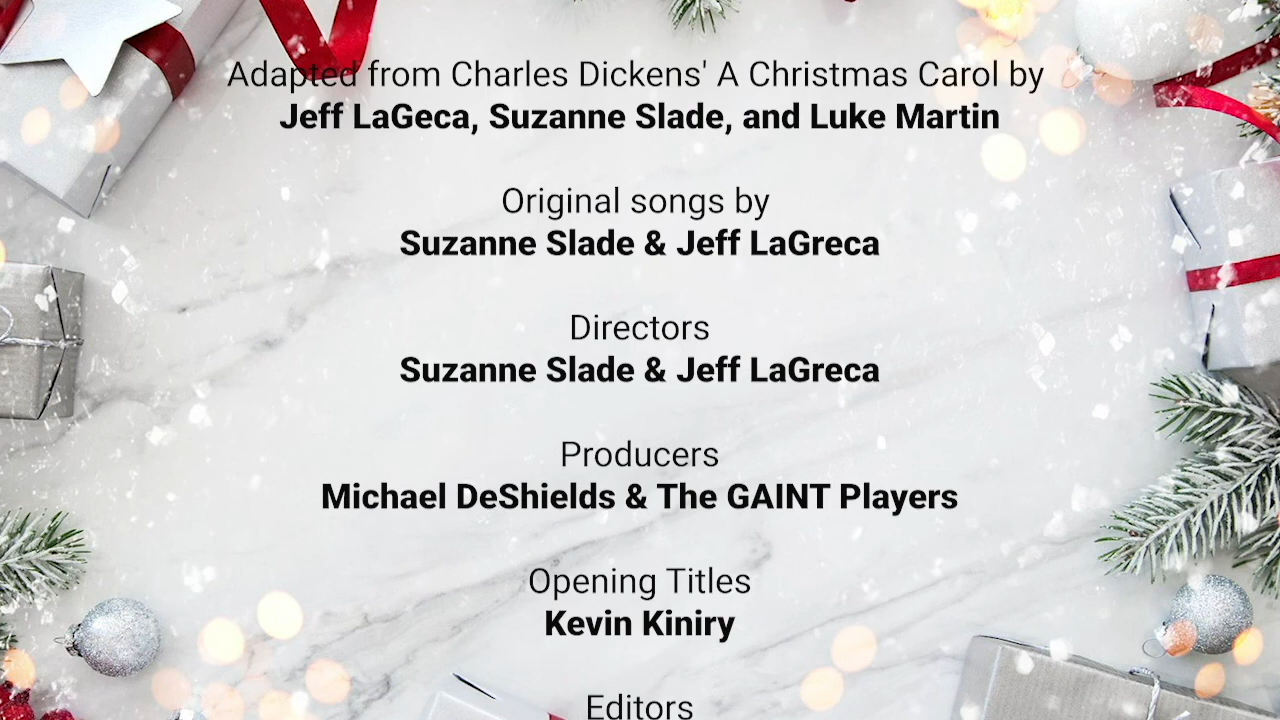 Adapted from Charles Dickens' A Christmas Carol by
Jeff LaGeca, Suzanne Slade, and Luke Martin
Original songs by
Suzanne Slade & Jeff LaGreca
Directors
Suzanne Slade & Jeff LaGreca
Producers
Michael DeShields & The GAINT Players
Opening Titles
Kevin Kiniry
Editors